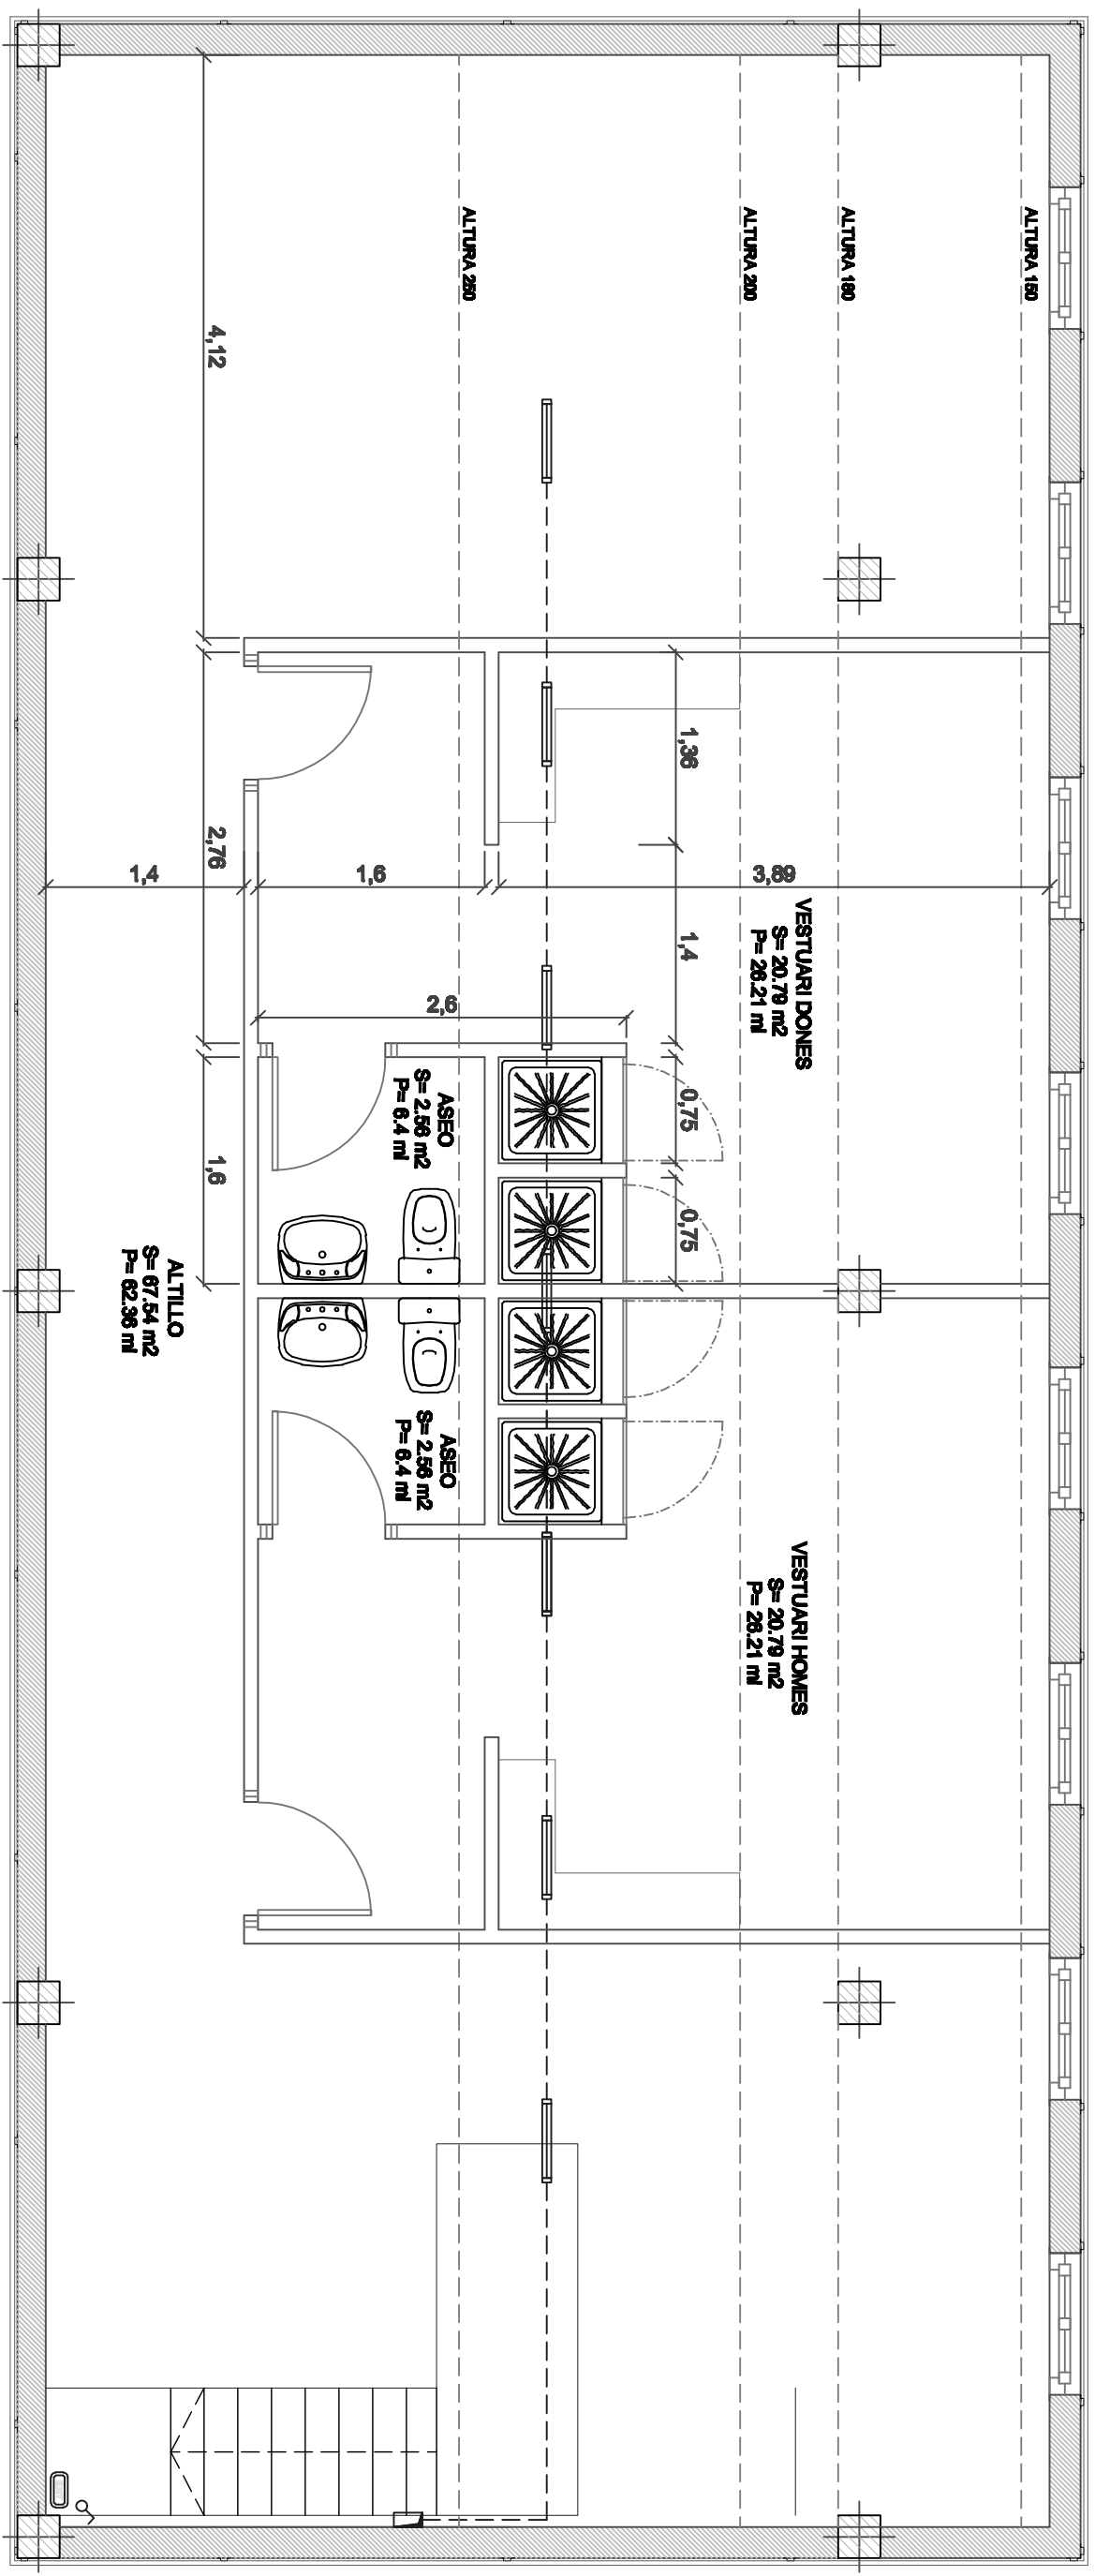 ALTURA 250
ALTURA 200
ALTURA 180
ALTURA 150
4,12
1,36
2,76
1,4
1,6
3,89
VESTUARI DONES
S= 20.79 m2
P= 26.21 ml
1,4
2,6
ASEO
S= 2.56 m2
P= 6.4 ml
0,75
0,75
1,6
ALTILLO
S= 67.54 m2
P= 62.36 ml
ASEO
S= 2.56 m2
P= 6.4 ml
VESTUARI HOMES
S= 20.79 m2
P= 26.21 ml